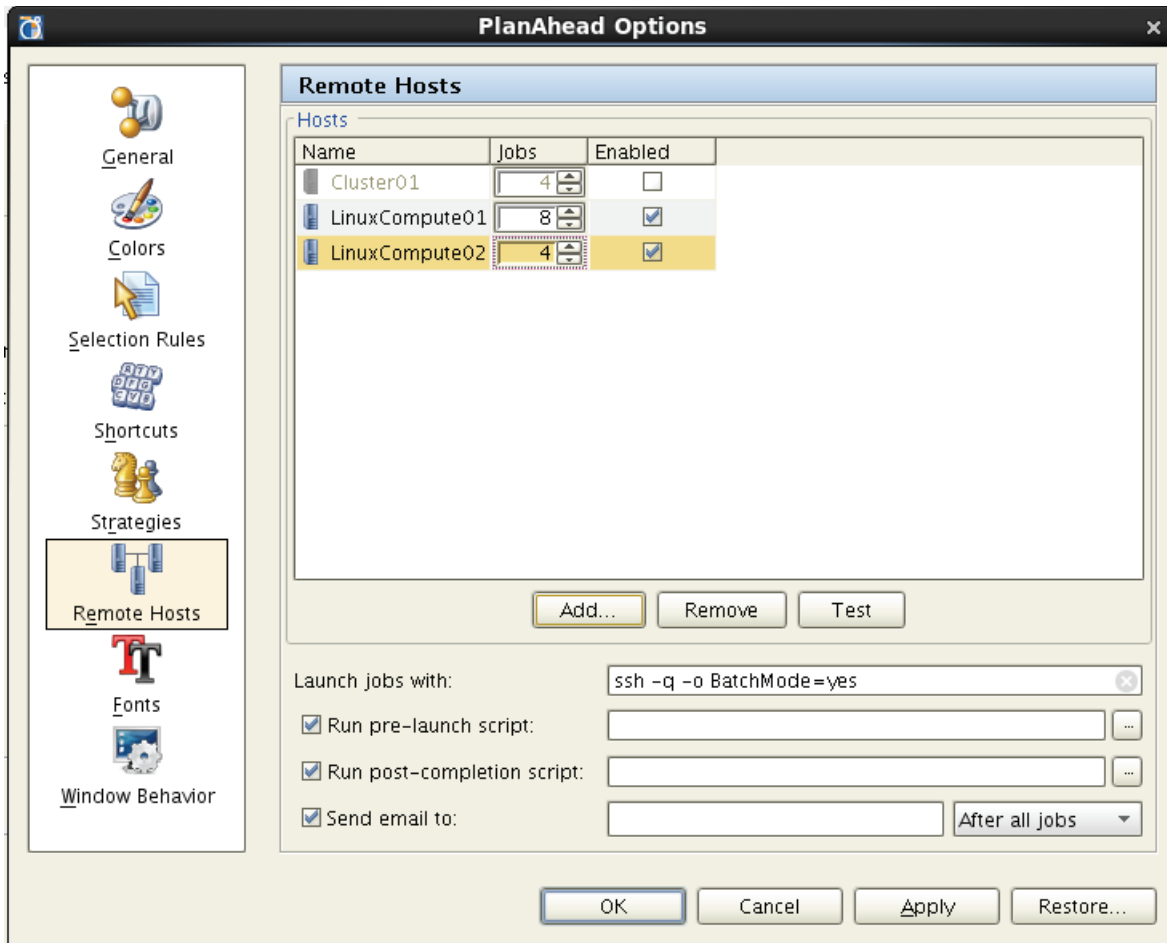 PlanAhead Options
General
Colors
Selection Rules
Shortcuts
Strategies
Remote Hosts
Fonts
Window Behavior
Remote Hosts
Hosts
Name Jobs Enabled
Cluster01 4
LinuxCompute01 8
LinuxCompute02 4
Add... Remove Test
Launch jobs with: ssh -q -o BatchMode=yes
Run pre-launch script: ...
Run post-completion script: ...
Send email to: After all jobs
OK Cancel Apply Restore...